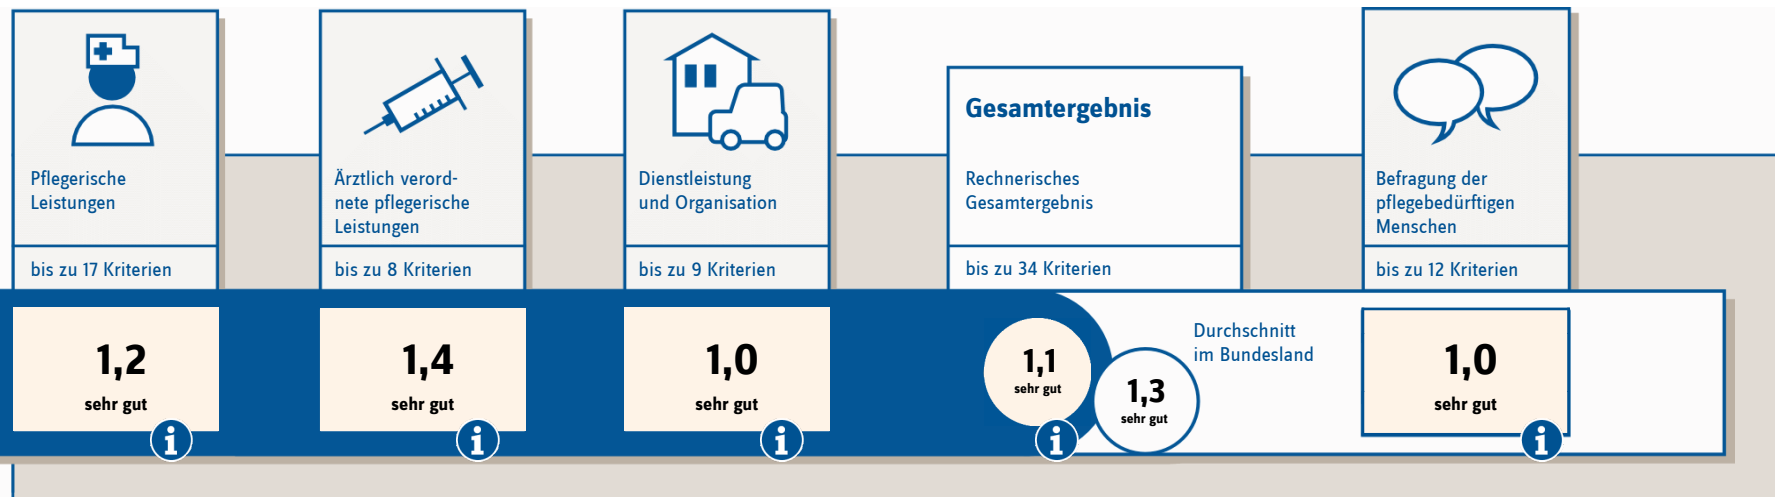 Pflegerische
Leistungen
bis zu 17 Kriterien
1,2
sehr gut
i
Ärztlich verord-
nete pflegerische
Leistungen
bis zu 8 Kriterien
1,4
sehr gut
i
Dienstleistung
und Organisation
bis zu 9 Kriterien
1,0
sehr gut
i
Gesamtergebnis
Rechnerisches
Gesamtergebnis
bis zu 34 Kriterien
1,1
sehr gut
i
1,3
sehr gut
Durchschnitt
im Bundesland
Befragung der
pflegebedürftigen
Menschen
bis zu 12 Kriterien
1,0
sehr gut
i